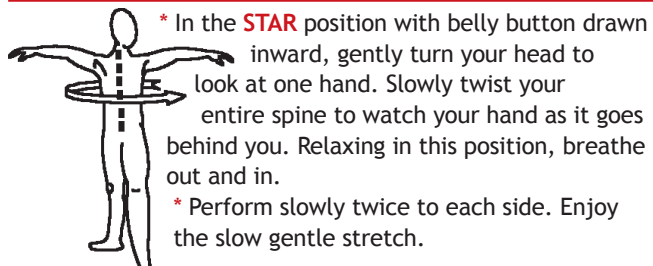 * In the STAR position with belly button drawn
inward, gently turn your head to
look at one hand. Slowly twist your
entire spine to watch your hand as it goes
behind you. Relaxing in this position, breathe
out and in.
* Perform slowly twice to each side. Enjoy
the slow gentle stretch.